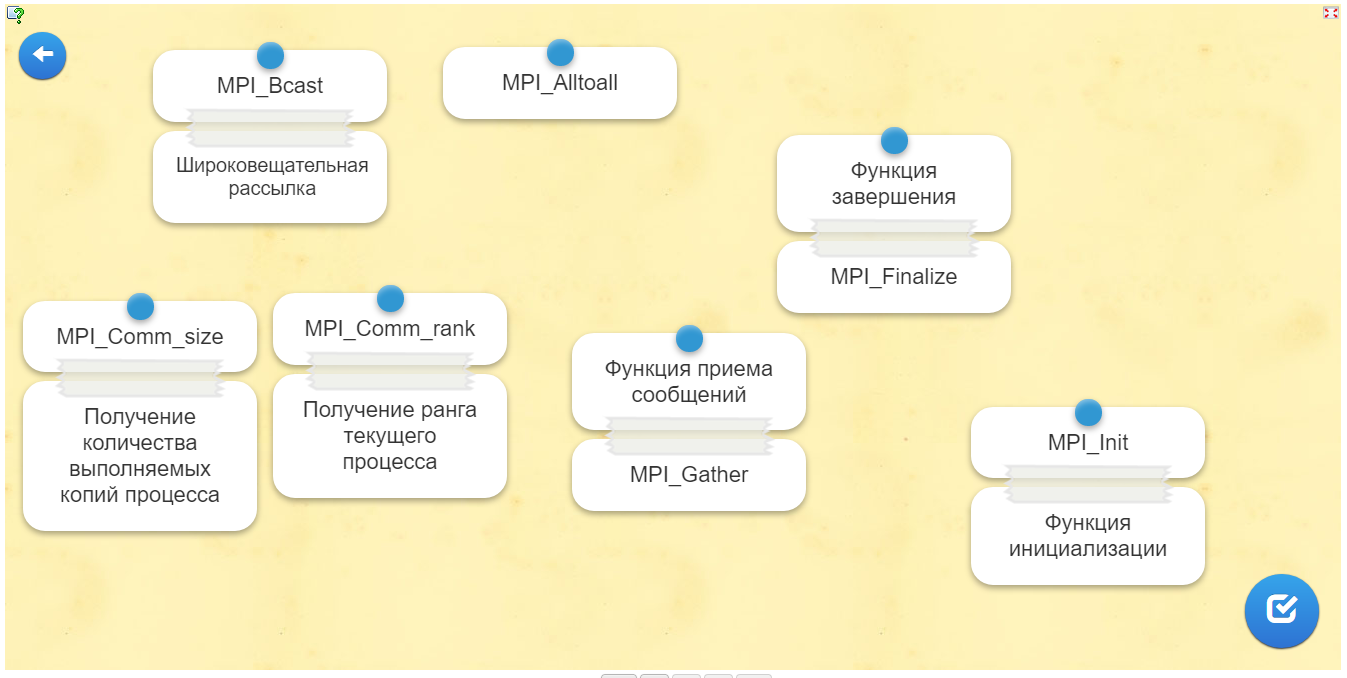 MPI_Bcast
Широковещательная
рассылка
MPI_Alltoall
Функция
завершения
MPI_Finalize
MPI_Comm_size
Получение
количества
выполняемых
копий процесса
MPI_Comm_rank
Получение ранга
текущего
процесса
Функция приема
сообщений
MPI_Gather
MPI_Init
Функция
инициализации